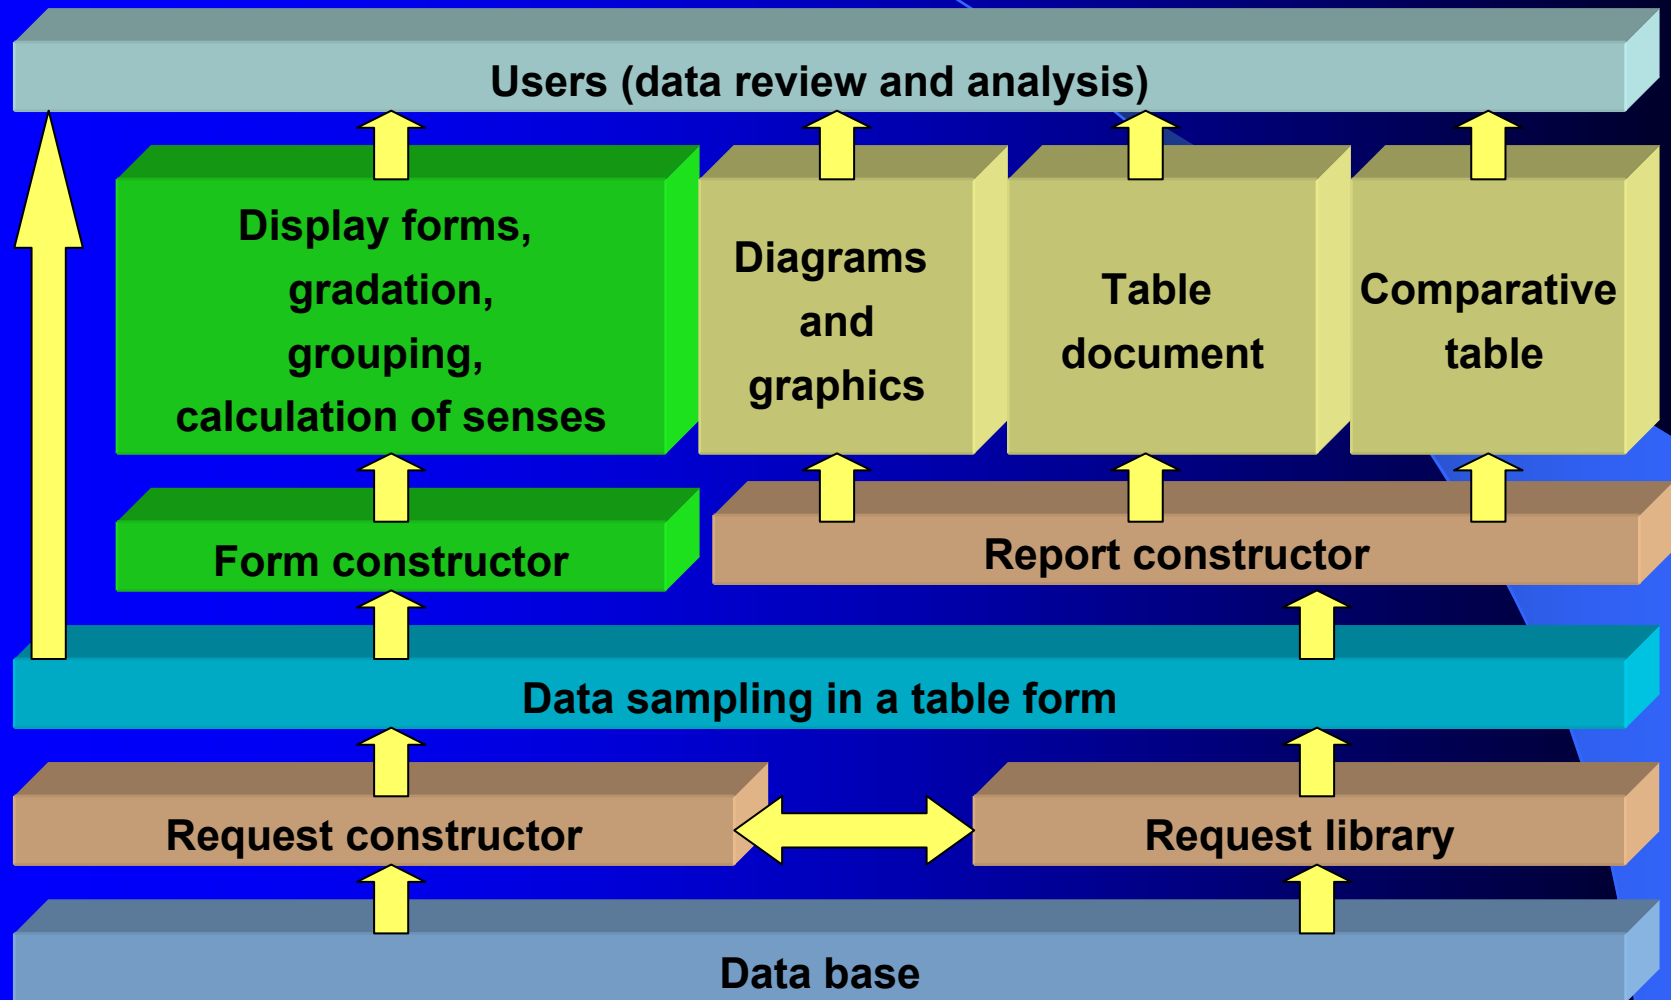 Users (data review and analysis)
Display forms,
gradation,
grouping,
calculation of senses
Diagrams
and
graphics
Table
document
Comparative
table
Form constructor
Report constructor
Data sampling in a table form
Request constructor
Request library
Data base